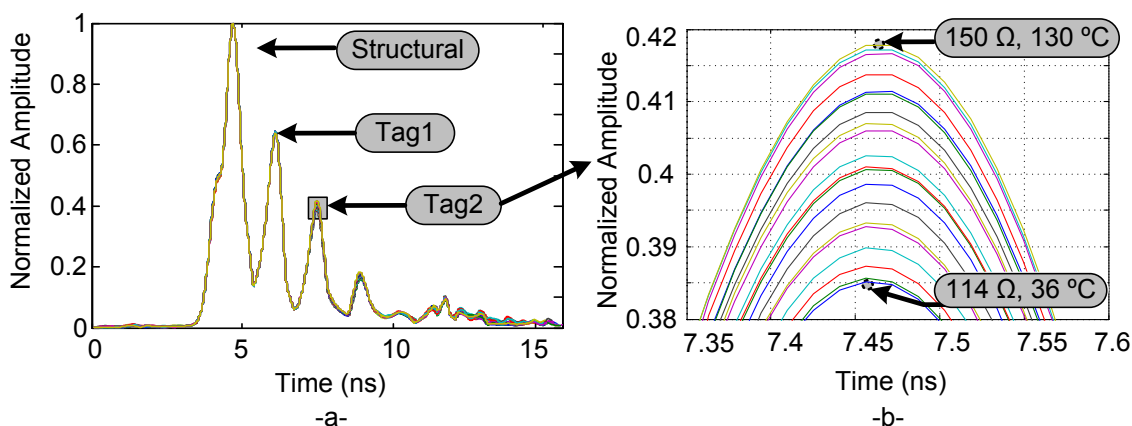 Normalized Amplitude
1
0.8
0.6
0.4
0.2
0
0
5
10
15
Time (ns)
-a-
Structural
Tag1
Tag2
Normalized Amplitude
0.42
0.41
0.4
0.39
0.38
7.35
7.4
7.45
7.5
7.55
7.6
Time (ns)
-b-
150 Ω, 130 ºC
114 Ω, 36 ºC